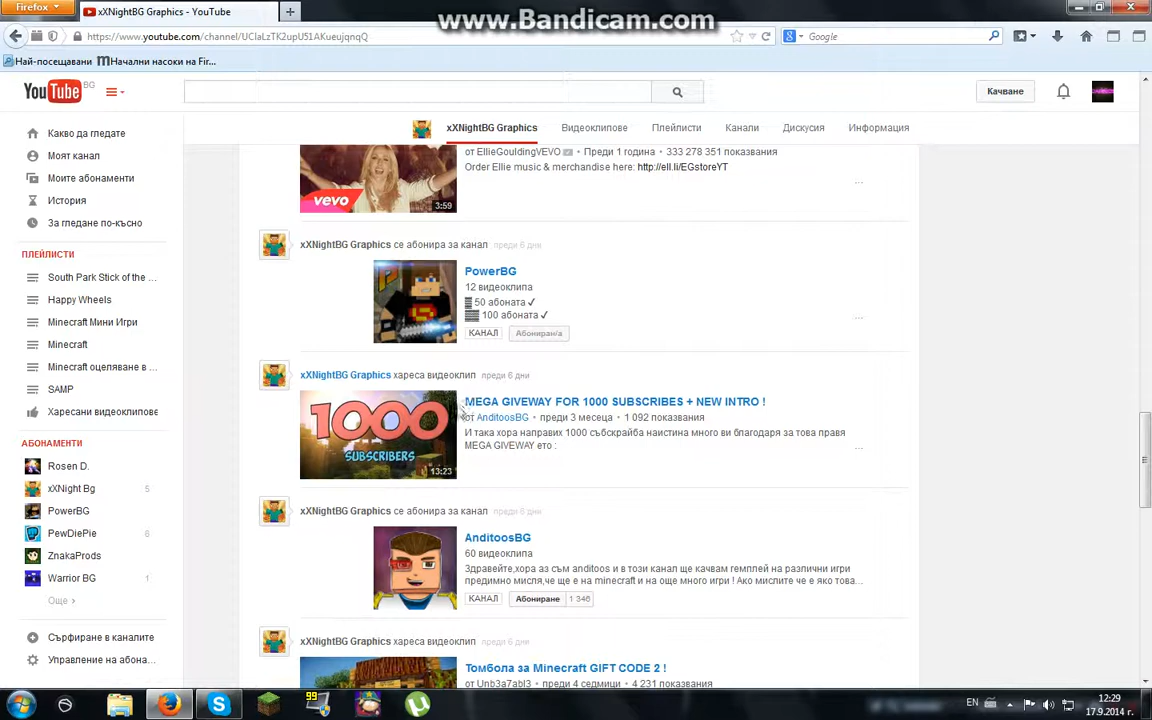 Firefox
xXNightBG Graphics - YouTube
www.Bandicam.com
https://www.youtube.com/channel/UClaLzTK2upU51AKueujqnqQ
Google
Най-посещавани
Начални насоки на Fir...
YouTube BG
Качване
xXNightBG Graphics
Видеоклипове
Плейлисти
Канали
Дискусия
Информация
Какво да гледате
Моят канал
Моите абонаменти
История
За гледане по-късно
ПЛЕЙЛИСТИ
South Park Stick of the ...
Happy Wheels
Minecraft Мини Игри
Minecraft
Minecraft оцеляване в ...
SAMP
Харесани видеоклипове
АБОНАМЕНТИ
Rosen D.
xXNight Bg 5
PowerBG
PewDiePie 6
ZnakaProds
Warrior BG 1
Още ›
Сърфиране в каналите
Управление на абона...
от EllieGouldingVEVO • Преди 1 година • 333 278 351 показвания
Order Ellie music & merchandise here: http://ell.li/EGstoreYT
vevo
3:59
xXNightBG Graphics се абонира за канал преди 6 дни
PowerBG
12 видеоклипа
50 абоната ✓
100 абоната ✓
КАНАЛ Абониран/а
xXNightBG Graphics хареса видеоклип преди 6 дни
1000
SUBSCRIBERS
13:23
MEGA GIVEWAY FOR 1000 SUBSCRIBES + NEW INTRO !
от AnditoosBG • преди 3 месеца • 1 092 показвания
И така хора направих 1000 събскрайба наистина много ви благодаря за това правя
MEGA GIVEWAY ето :
xXNightBG Graphics се абонира за канал преди 6 дни
AnditoosBG
60 видеоклипа
Здравейте,хора аз съм anditoos и в този канал ще качвам гемплей на различни игри
предимно мисля,че ще е на minecraft и на още много игри ! Ако мислите че е яко това...
КАНАЛ Абониране 1 346
xXNightBG Graphics хареса видеоклип преди 6 дни
Томбола за Minecraft GIFT CODE 2 !
от Unb3a7abl3 • преди 4 седмици • 4 231 показвания
99
EN
12:29
17.9.2014 г.